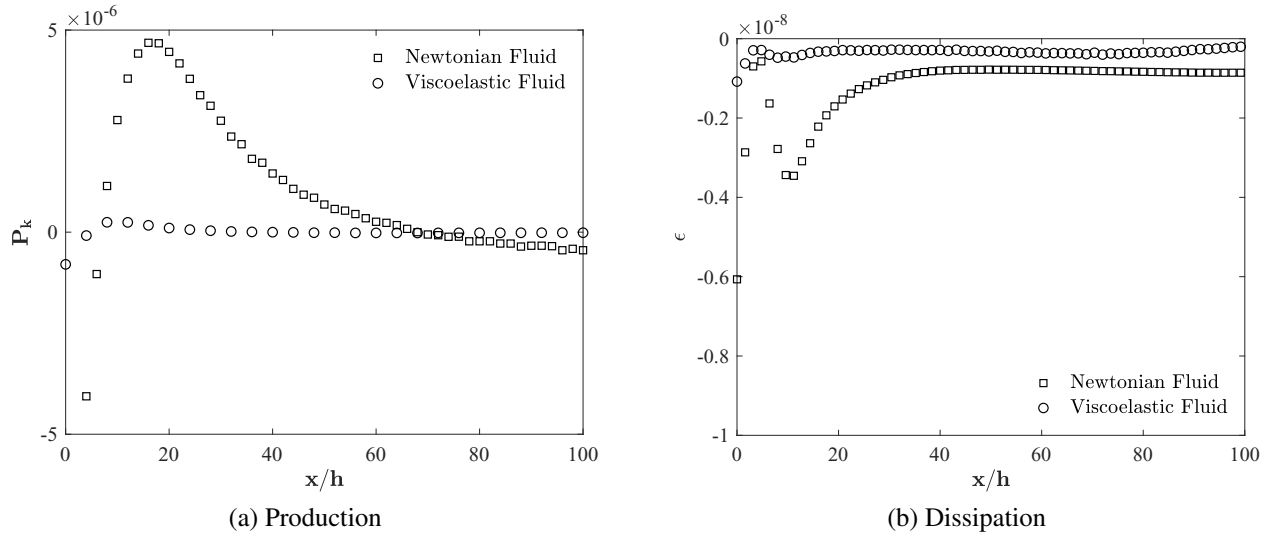 ×10⁻⁶
5
0
-5
P_k
Newtonian Fluid
Viscoelastic Fluid
0 20 40 60 80 100
x/h
(a) Production
×10⁻⁸
0
-0.2
-0.4
-0.6
-0.8
-1
ϵ
Newtonian Fluid
Viscoelastic Fluid
0 20 40 60 80 100
x/h
(b) Dissipation